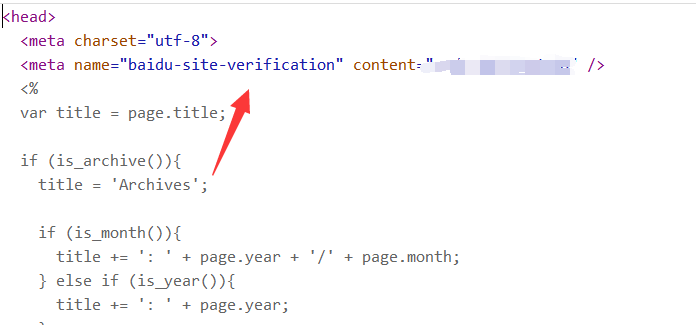 <head>
<meta charset="utf-8">
<meta name="baidu-site-verification" content=" />
<%
var title = page.title;
if (is_archive()){
title = 'Archives';
if (is_month()){
title += ': ' + page.year + '/' + page.month;
} else if (is_year()){
title += ': ' + page.year;